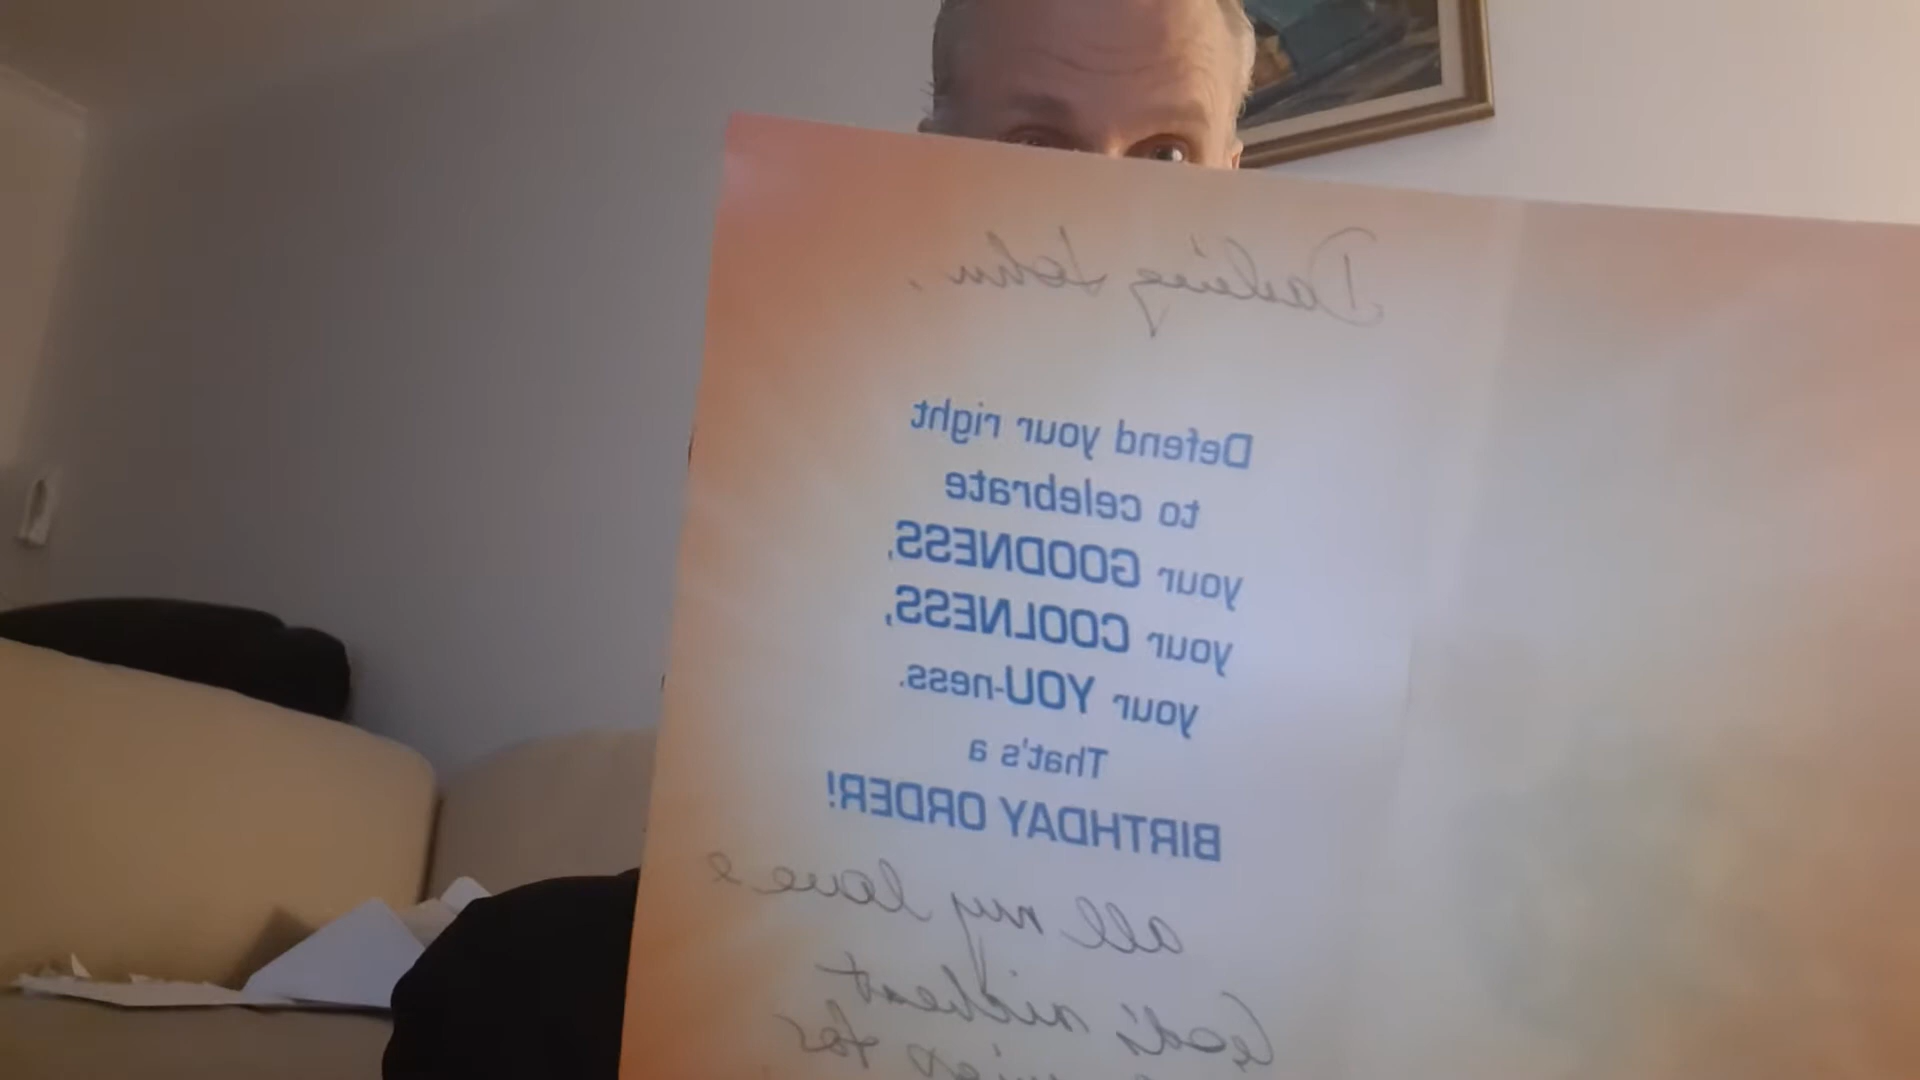 Darling John,
Defend your right
to celebrate
your GOODNESS,
your COOLNESS,
your YOU-ness.
That's a
BIRTHDAY ORDER!
all my love &
God's richest
for